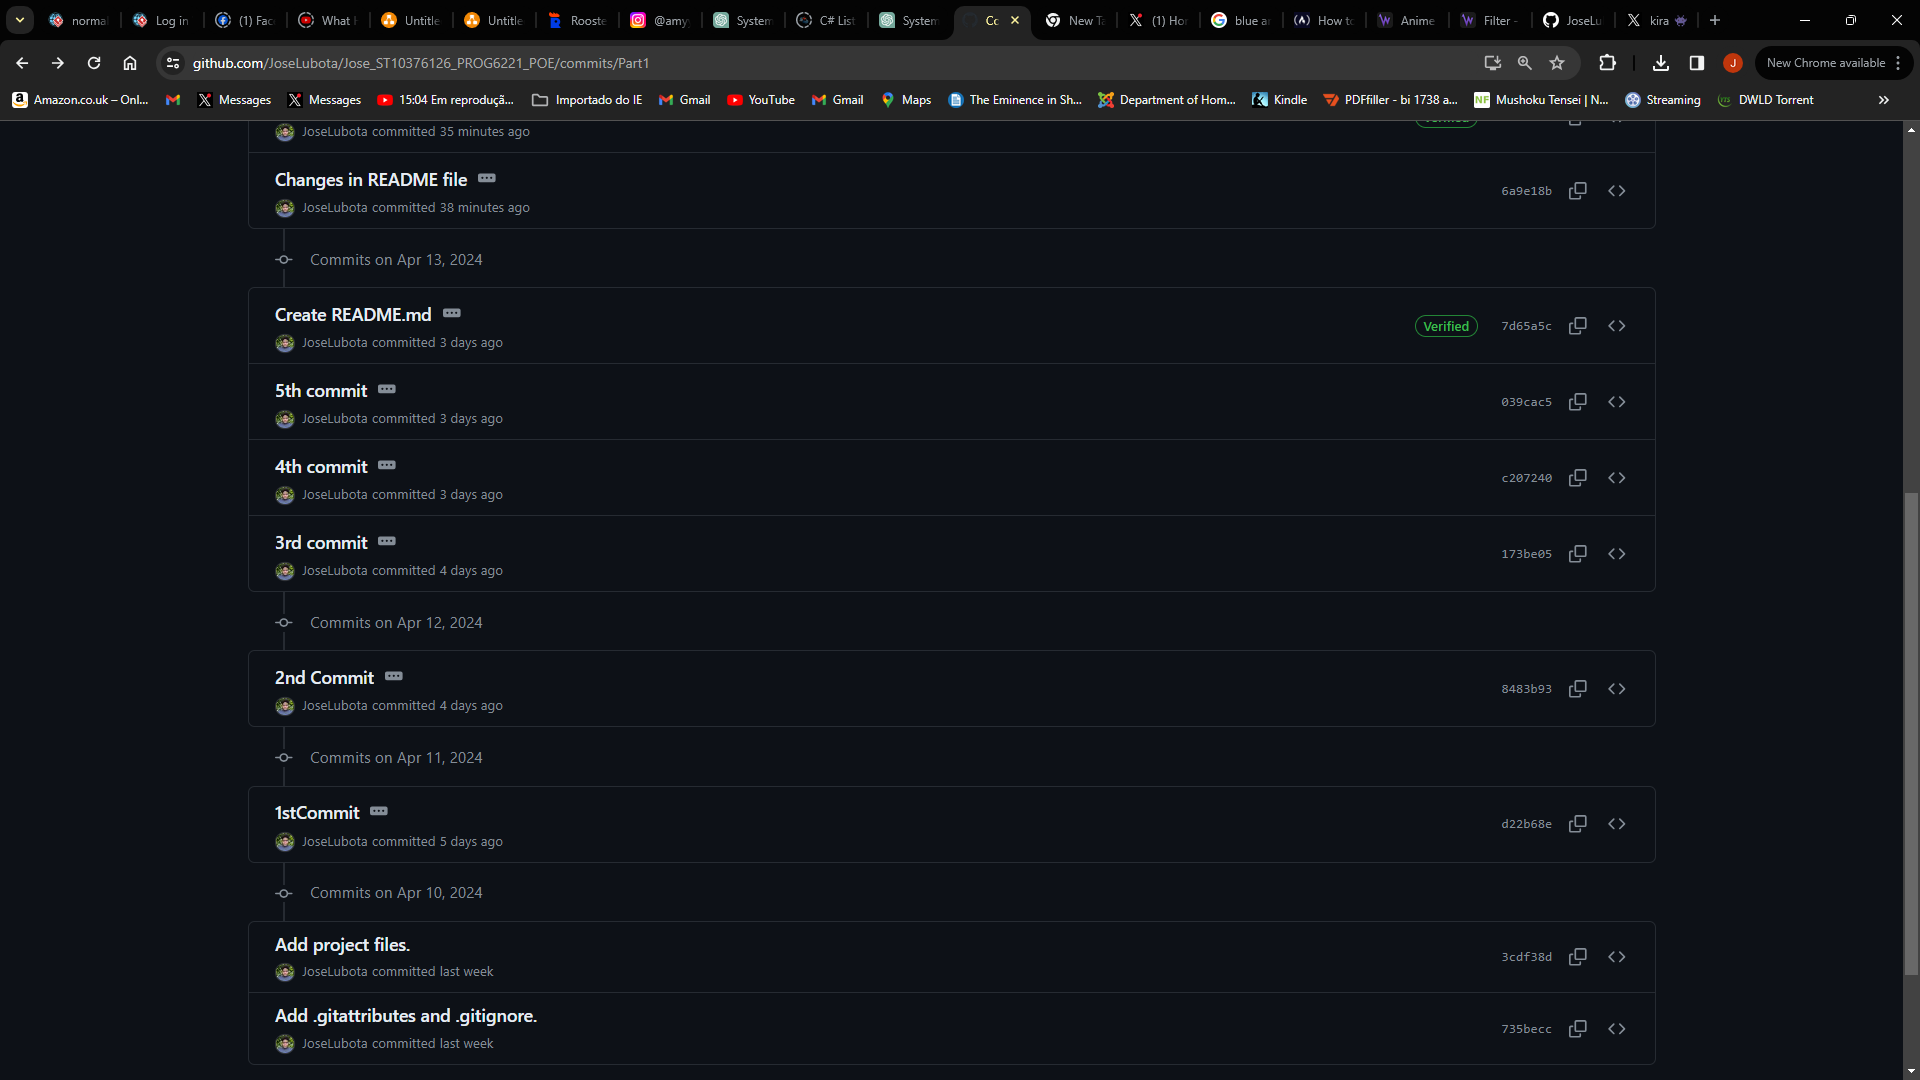 norma
Log in
(1) Fac
What H
Untitle
Untitle
Rooste
@amy
System
C# List
System
Co
New Ta
(1) Ho
blue an
How to
Anime
Filter -
JoseLu
kira
github.com/JoseLubota/Jose_ST10376126_PROG6221_POE/commits/Part1
J
New Chrome available
Amazon.co.uk – Onl...
Messages
Messages
15:04 Em reproduçã...
Importado do IE
Gmail
YouTube
Gmail
Maps
The Eminence in Sh...
Department of Hom...
Kindle
PDFfiller - bi 1738 a...
NF
Mushoku Tensei | N...
Streaming
DWLD Torrent
JoseLubota committed 35 minutes ago
Verified
Changes in README file
6a9e18b
JoseLubota committed 38 minutes ago
Commits on Apr 13, 2024
Create README.md
Verified
7d65a5c
JoseLubota committed 3 days ago
5th commit
039cac5
JoseLubota committed 3 days ago
4th commit
c207240
JoseLubota committed 3 days ago
3rd commit
173be05
JoseLubota committed 4 days ago
Commits on Apr 12, 2024
2nd Commit
8483b93
JoseLubota committed 4 days ago
Commits on Apr 11, 2024
1stCommit
d22b68e
JoseLubota committed 5 days ago
Commits on Apr 10, 2024
Add project files.
3cdf38d
JoseLubota committed last week
Add .gitattributes and .gitignore.
735becc
JoseLubota committed last week